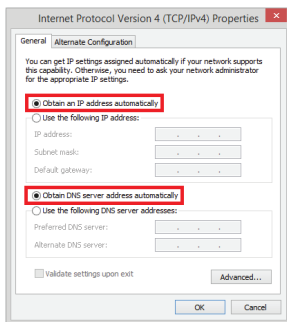 Internet Protocol Version 4 (TCP/IPv4) Properties
General
Alternate Configuration
You can get IP settings assigned automatically if your network supports
this capability. Otherwise, you need to ask your network administrator
for the appropriate IP settings.
Obtain an IP address automatically
Use the following IP address:
IP address:
Subnet mask:
Default gateway:
Obtain DNS server address automatically
Use the following DNS server addresses:
Preferred DNS server:
Alternate DNS server:
Validate settings upon exit
Advanced...
OK
Cancel